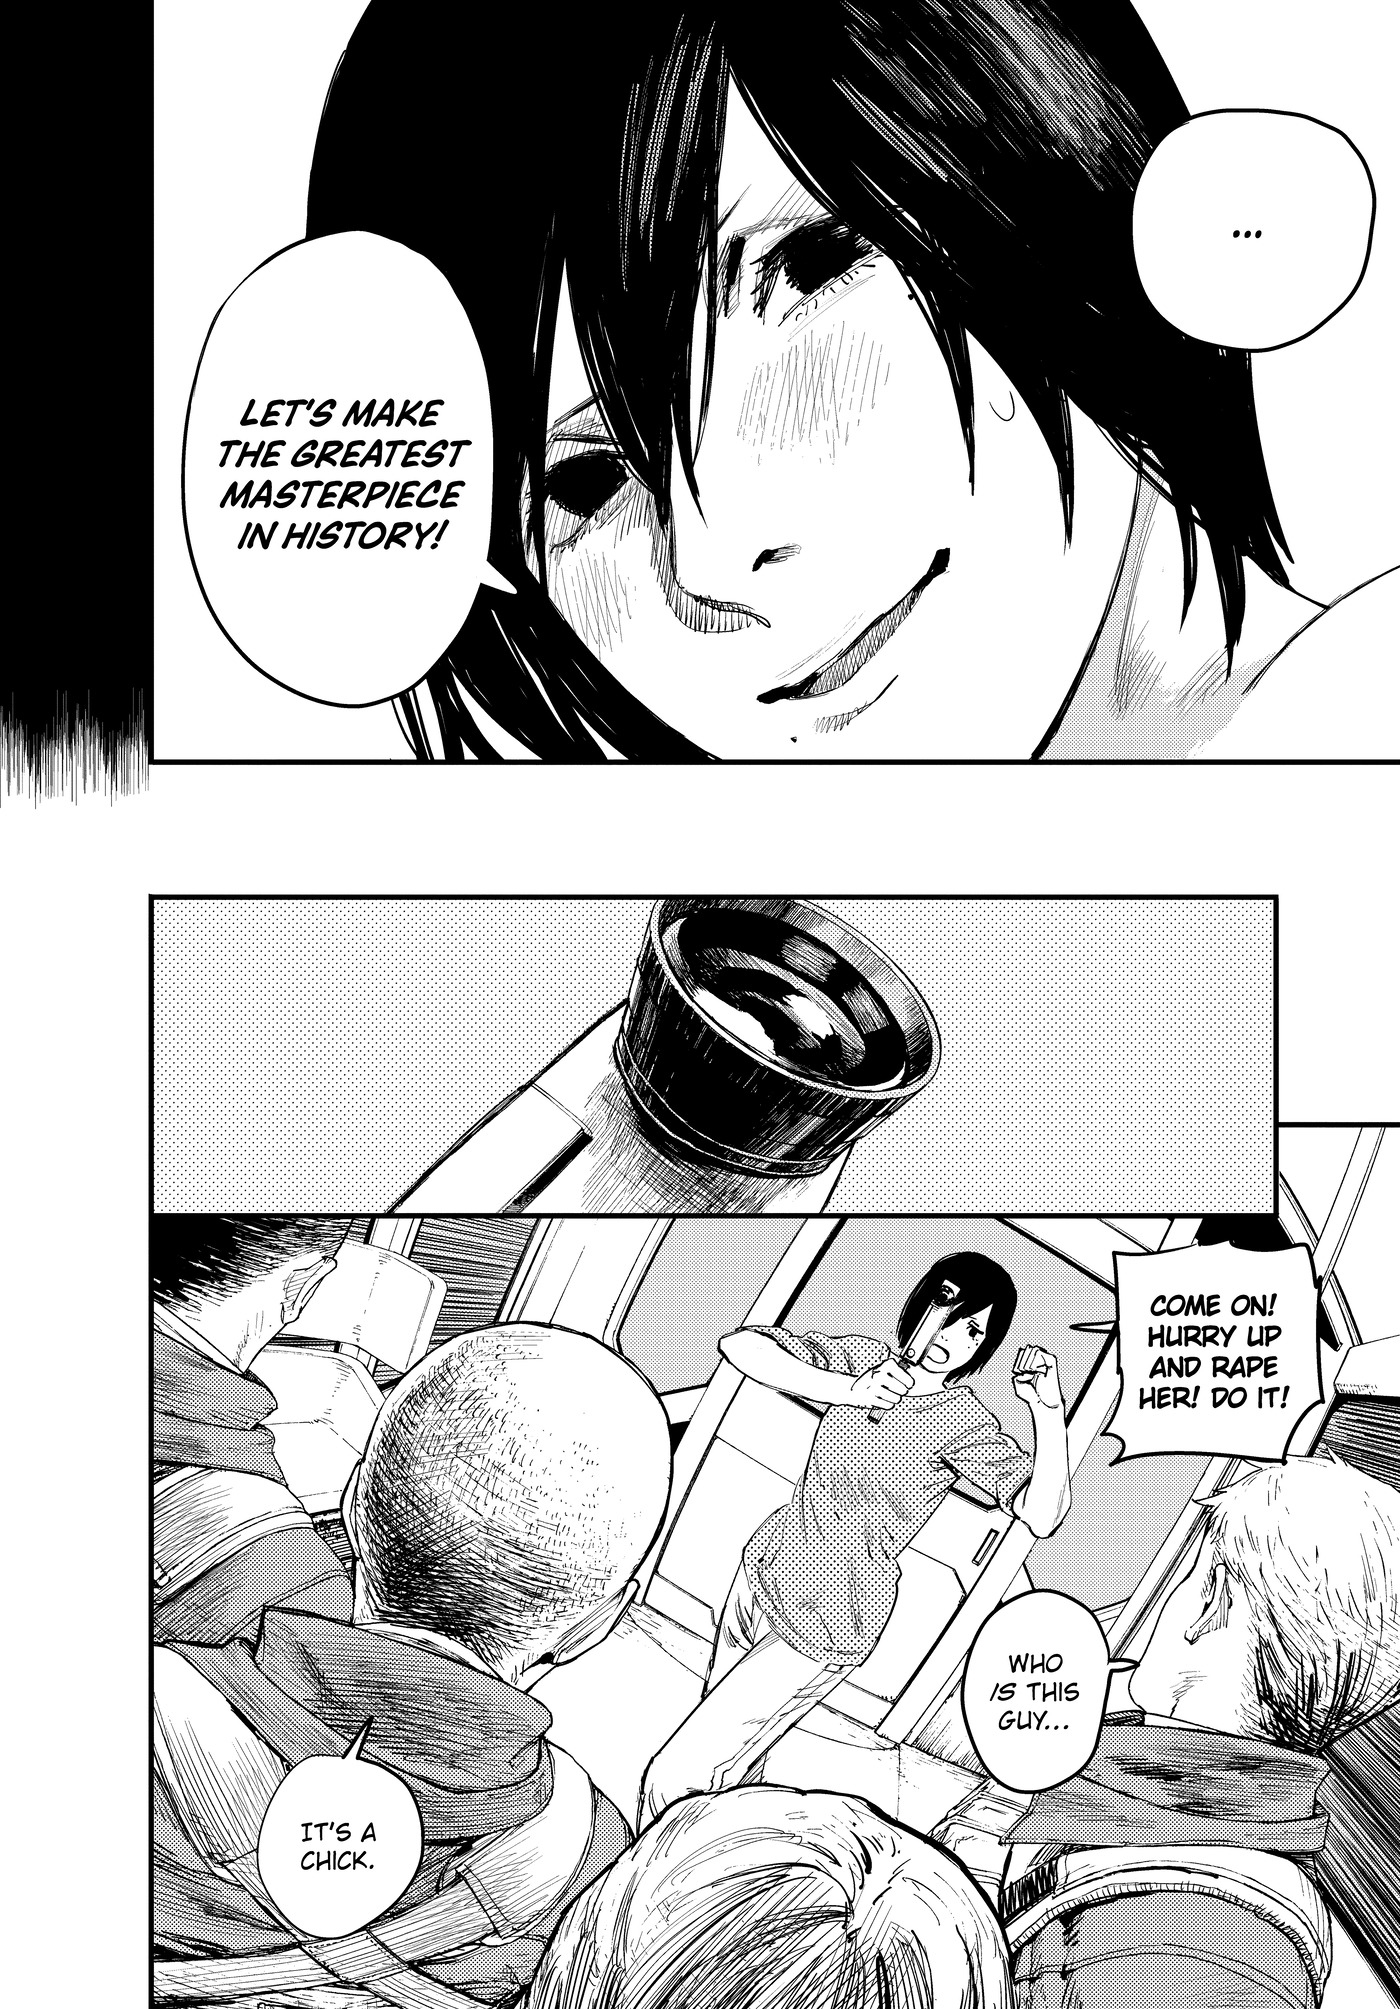 ...
LET'S MAKE
THE GREATEST
MASTERPIECE
IN HISTORY!
COME ON!
HURRY UP
AND RAPE
HER! DO IT!
WHO
IS THIS
GUY...
IT'S A
CHICK.